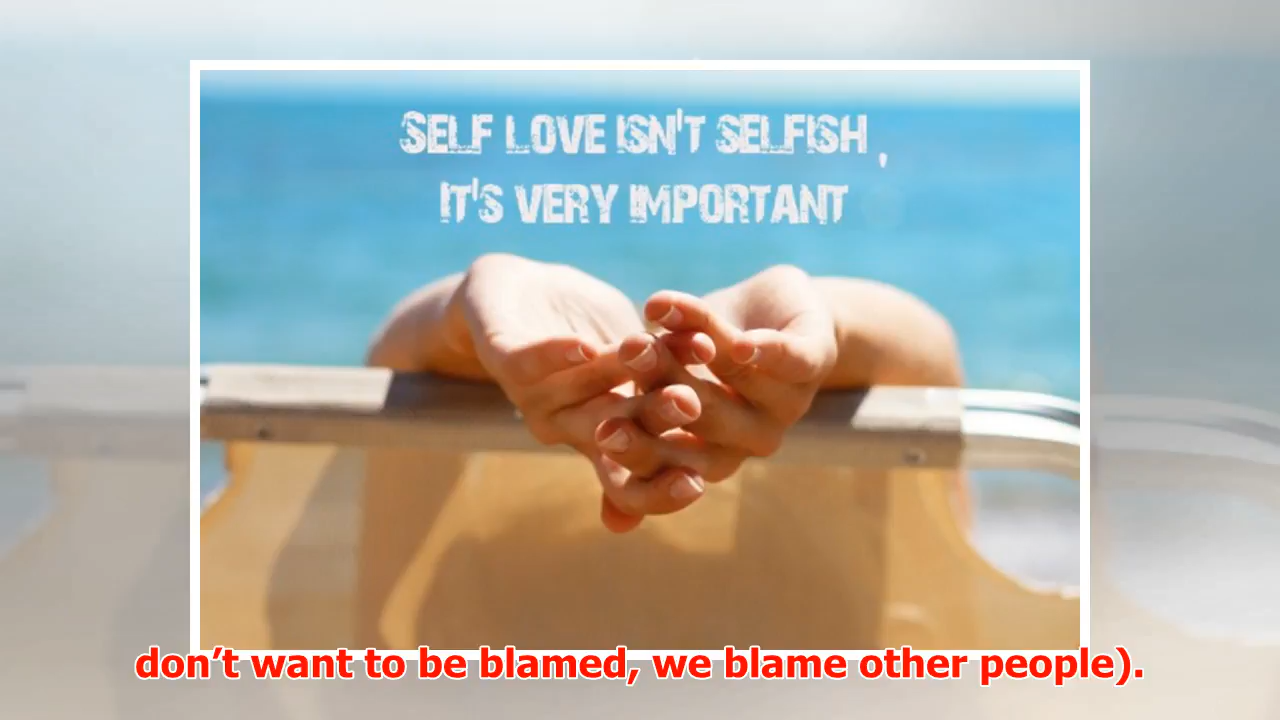 SELF LOVE ISN'T SELFISH ,
IT'S VERY IMPORTANT
don’t want to be blamed, we blame other people).